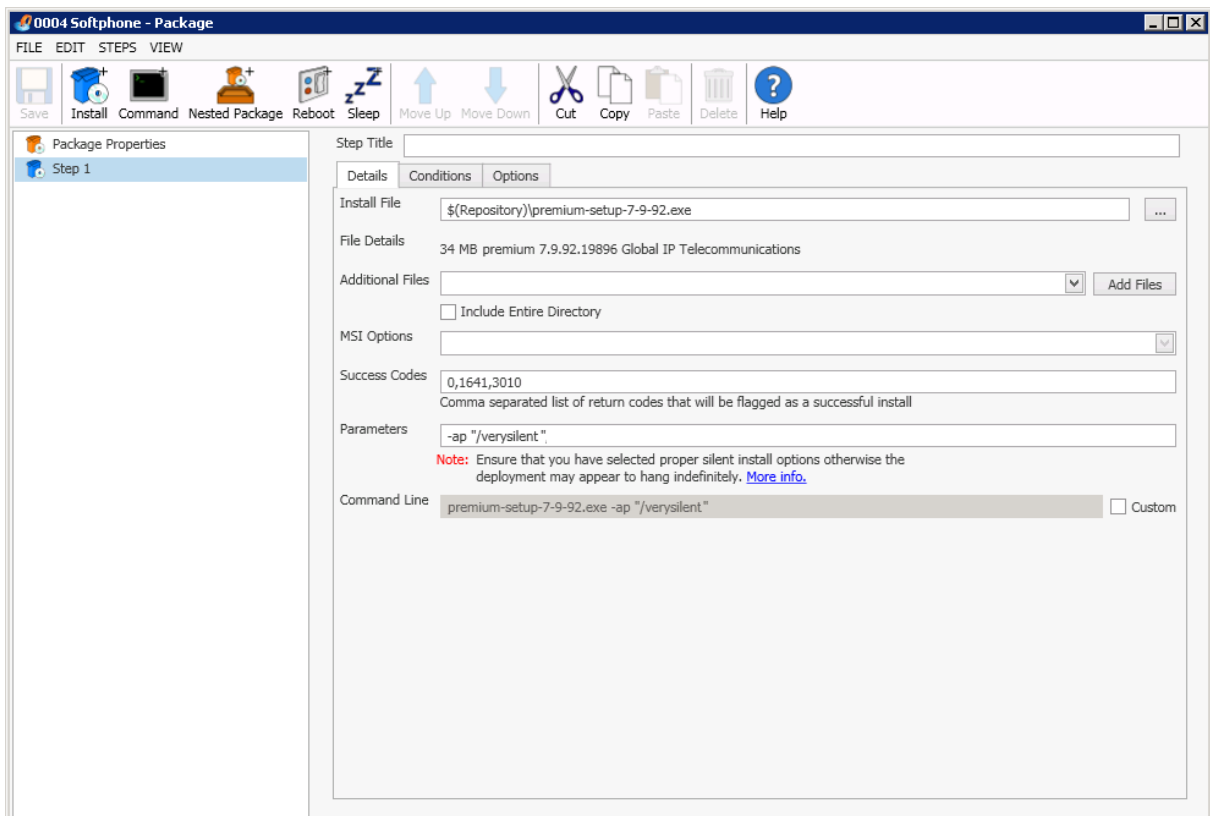 0004 Softphone - Package
FILE EDIT STEPS VIEW
Save Install Command Nested Package Reboot Sleep Move Up Move Down Cut Copy Paste Delete Help
Package Properties
Step 1
Step Title
Details Conditions Options
Install File $(Repository)\premium-setup-7-9-92.exe ...
File Details 34 MB premium 7.9.92.19896 Global IP Telecommunications
Additional Files Add Files
Include Entire Directory
MSI Options
Success Codes 0,1641,3010
Comma separated list of return codes that will be flagged as a successful install
Parameters -ap "/verysilent"
Note: Ensure that you have selected proper silent install options otherwise the
deployment may appear to hang indefinitely. More info.
Command Line premium-setup-7-9-92.exe -ap "/verysilent" Custom